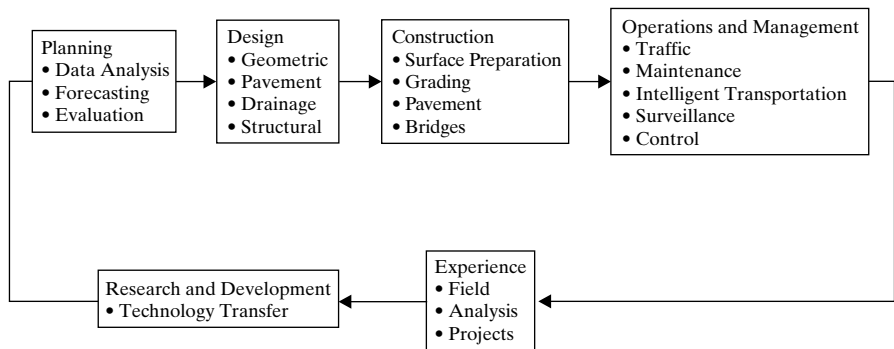 Planning
• Data Analysis
• Forecasting
• Evaluation
Design
• Geometric
• Pavement
• Drainage
• Structural
Construction
• Surface Preparation
• Grading
• Pavement
• Bridges
Operations and Management
• Traffic
• Maintenance
• Intelligent Transportation
• Surveillance
• Control
Research and Development
• Technology Transfer
Experience
• Field
• Analysis
• Projects